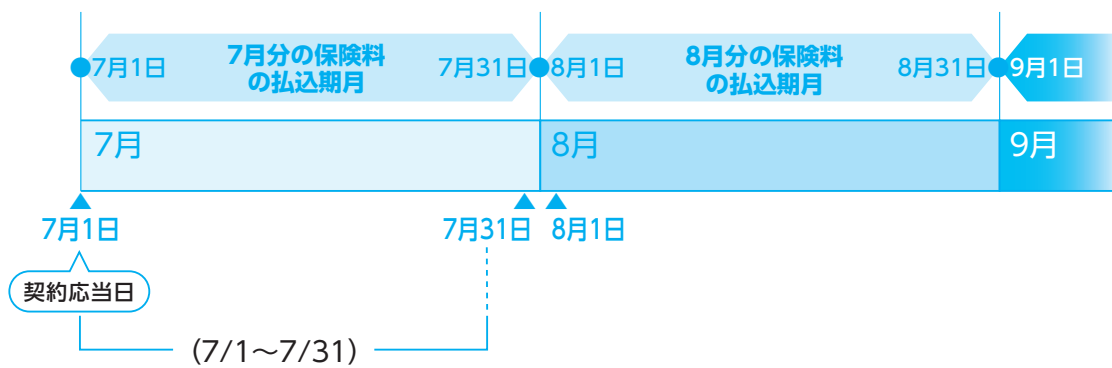 7月1日
7月分の保険料
の払込期月
7月31日
8月1日
8月分の保険料
の払込期月
8月31日
9月1日
7月
8月
9月
7月1日
7月31日
8月1日
契約応当日
(7/1〜7/31)